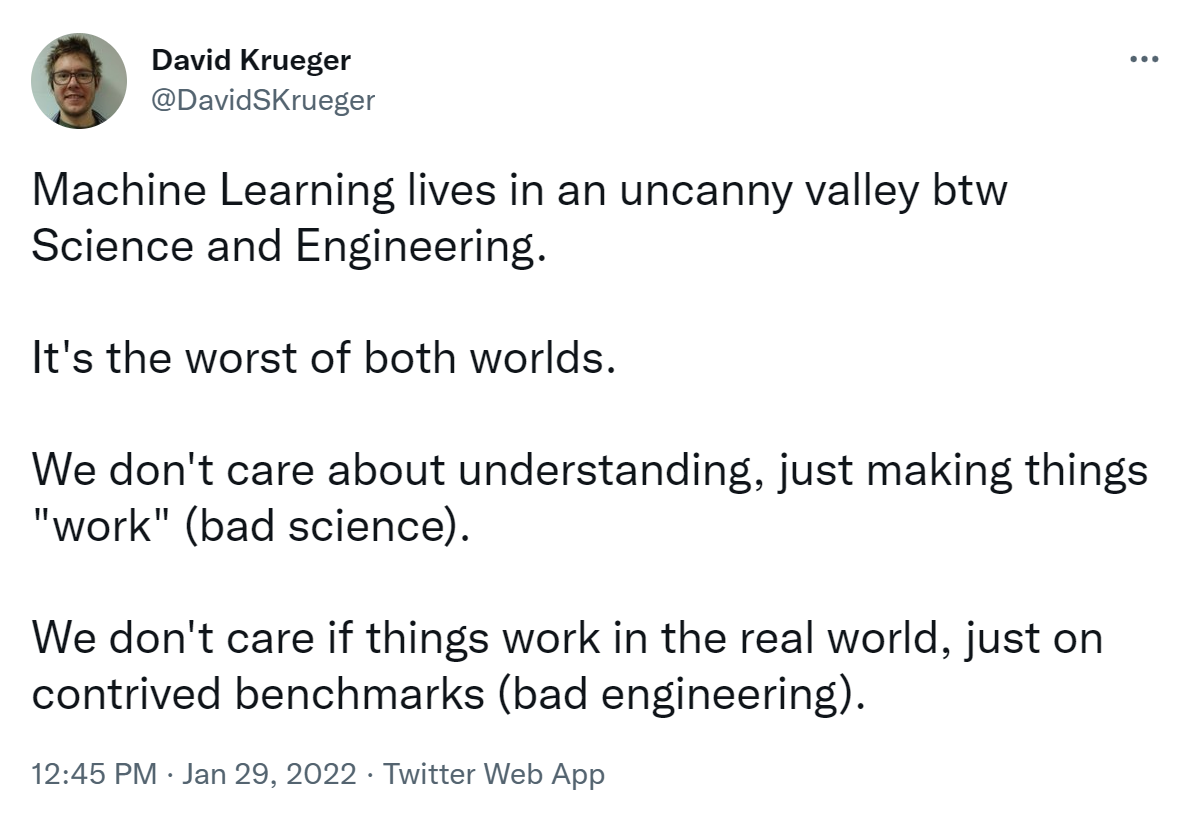 David Krueger
@DavidSKrueger
Machine Learning lives in an uncanny valley btw
Science and Engineering.
It's the worst of both worlds.
We don't care about understanding, just making things
"work" (bad science).
We don't care if things work in the real world, just on
contrived benchmarks (bad engineering).
12:45 PM · Jan 29, 2022 · Twitter Web App